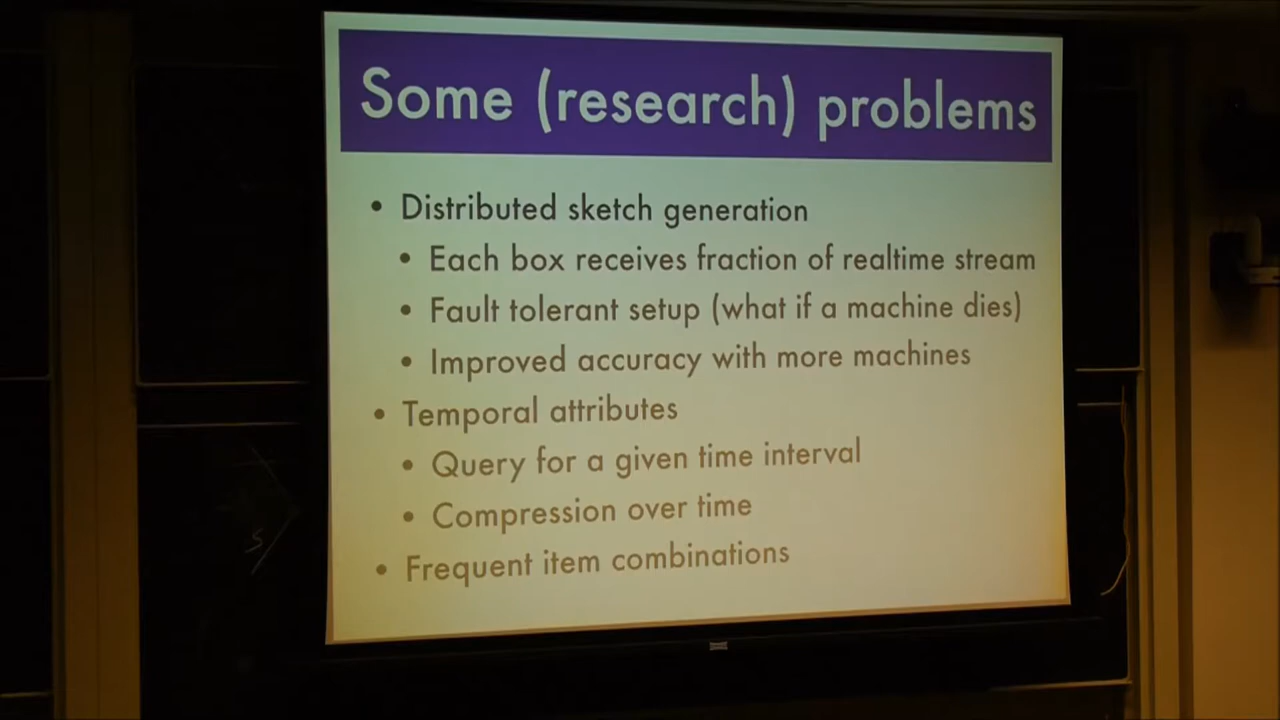 Some (research) problems
• Distributed sketch generation
• Each box receives fraction of realtime stream
• Fault tolerant setup (what if a machine dies)
• Improved accuracy with more machines
• Temporal attributes
• Query for a given time interval
• Compression over time
• Frequent item combinations